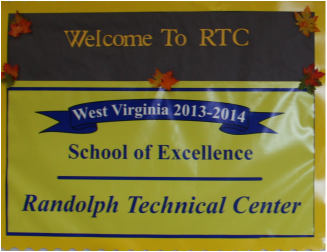 Welcome To RTC
West Virginia 2013-2014
School of Excellence
Randolph Technical Center